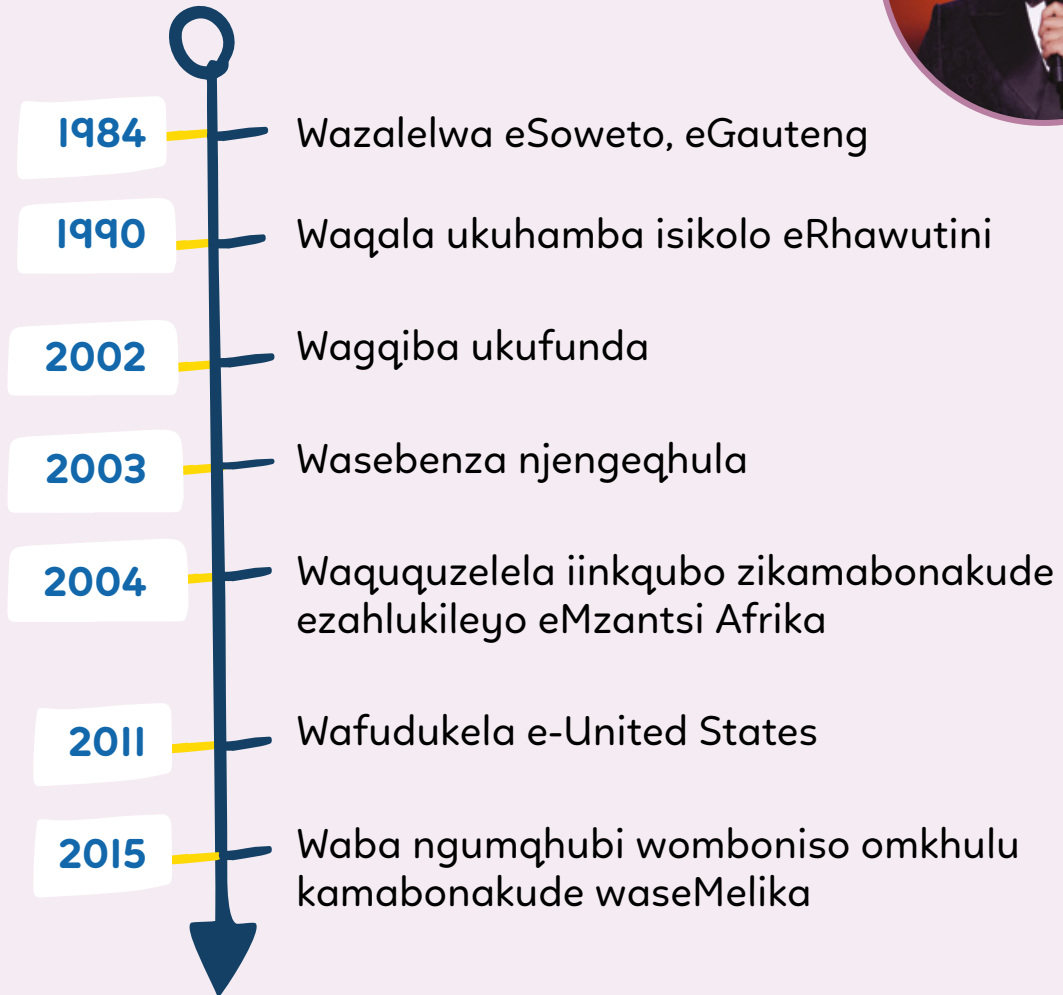 1984
Wazalelwa eSoweto, eGauteng
1990
Waqala ukuhamba isikolo eRhawutini
2002
Wagqiba ukufunda
2003
Wasebenza njengeqhula
2004
Waququzelela iinkqubo zikamabonakude
ezahlukileyo eMzantsi Afrika
2011
Wafudukela e-United States
2015
Waba ngumqhubi womboniso omkhulu
kamabonakude waseMelika